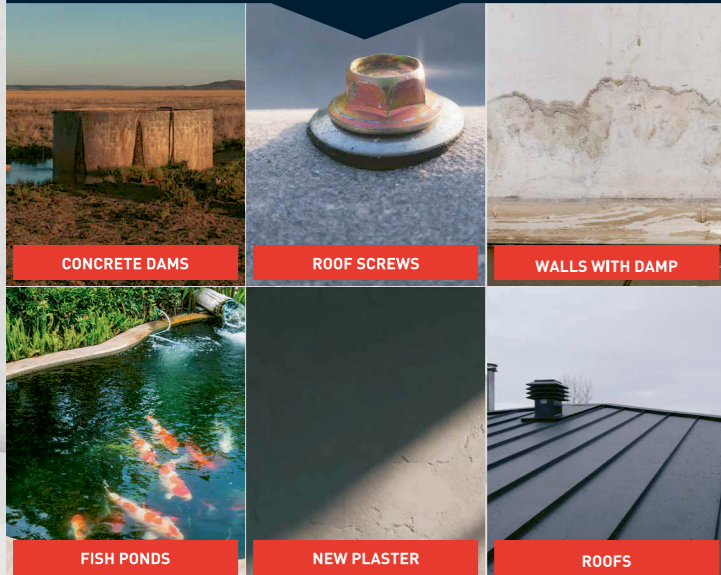 CONCRETE DAMS
ROOF SCREWS
WALLS WITH DAMP
FISH PONDS
NEW PLASTER
ROOFS